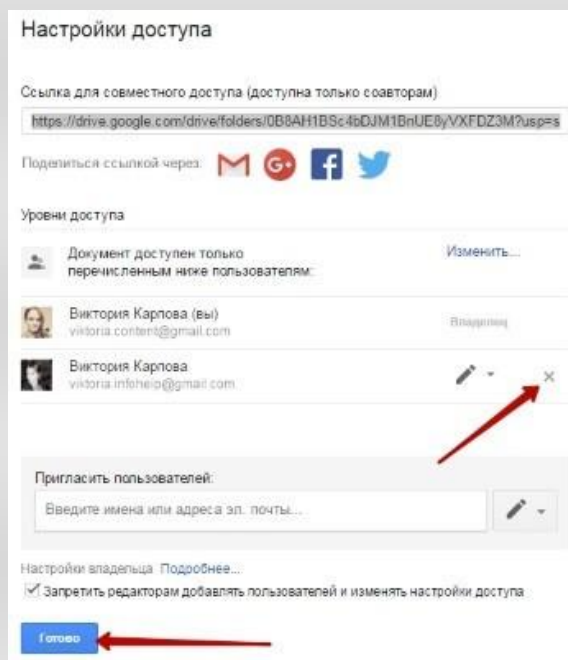 Настройки доступа
Ссылка для совместного доступа (доступна только соавторам)
https://drive.google.com/drive/folders/0B8AH1BSc4bDJM1BnUE8yVXFDZ3M?usp=s
Поделиться ссылкой через:
Уровни доступа
Документ доступен только
перечисленным ниже пользователям:
Изменить...
Виктория Карпова (вы)
viktoria.content@gmail.com
Владелец
Виктория Карпова
viktoria.infohelp@gmail.com
Пригласить пользователей:
Введите имена или адреса эл. почты...
Настройки владельца Подробнее...
Запретить редакторам добавлять пользователей и изменять настройки доступа
Готово